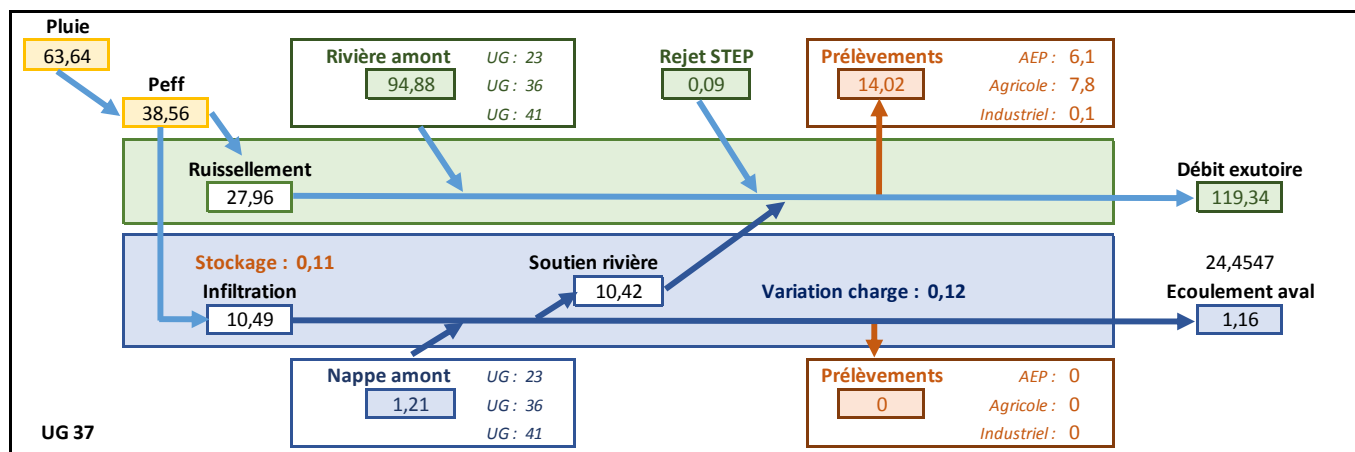 Pluie
63,64
Peff
38,56
Rivière amont
94,88
UG : 23
UG : 36
UG : 41
Rejet STEP
0,09
Prélèvements
14,02
AEP : 6,1
Agricole : 7,8
Industriel : 0,1
Ruissellement
27,96
Débit exutoire
119,34
Stockage : 0,11
Infiltration
10,49
Soutien rivière
10,42
Variation charge : 0,12
24,4547
Ecoulement aval
1,16
Nappe amont
1,21
UG : 23
UG : 36
UG : 41
Prélèvements
0
AEP : 0
Agricole : 0
Industriel : 0
UG 37